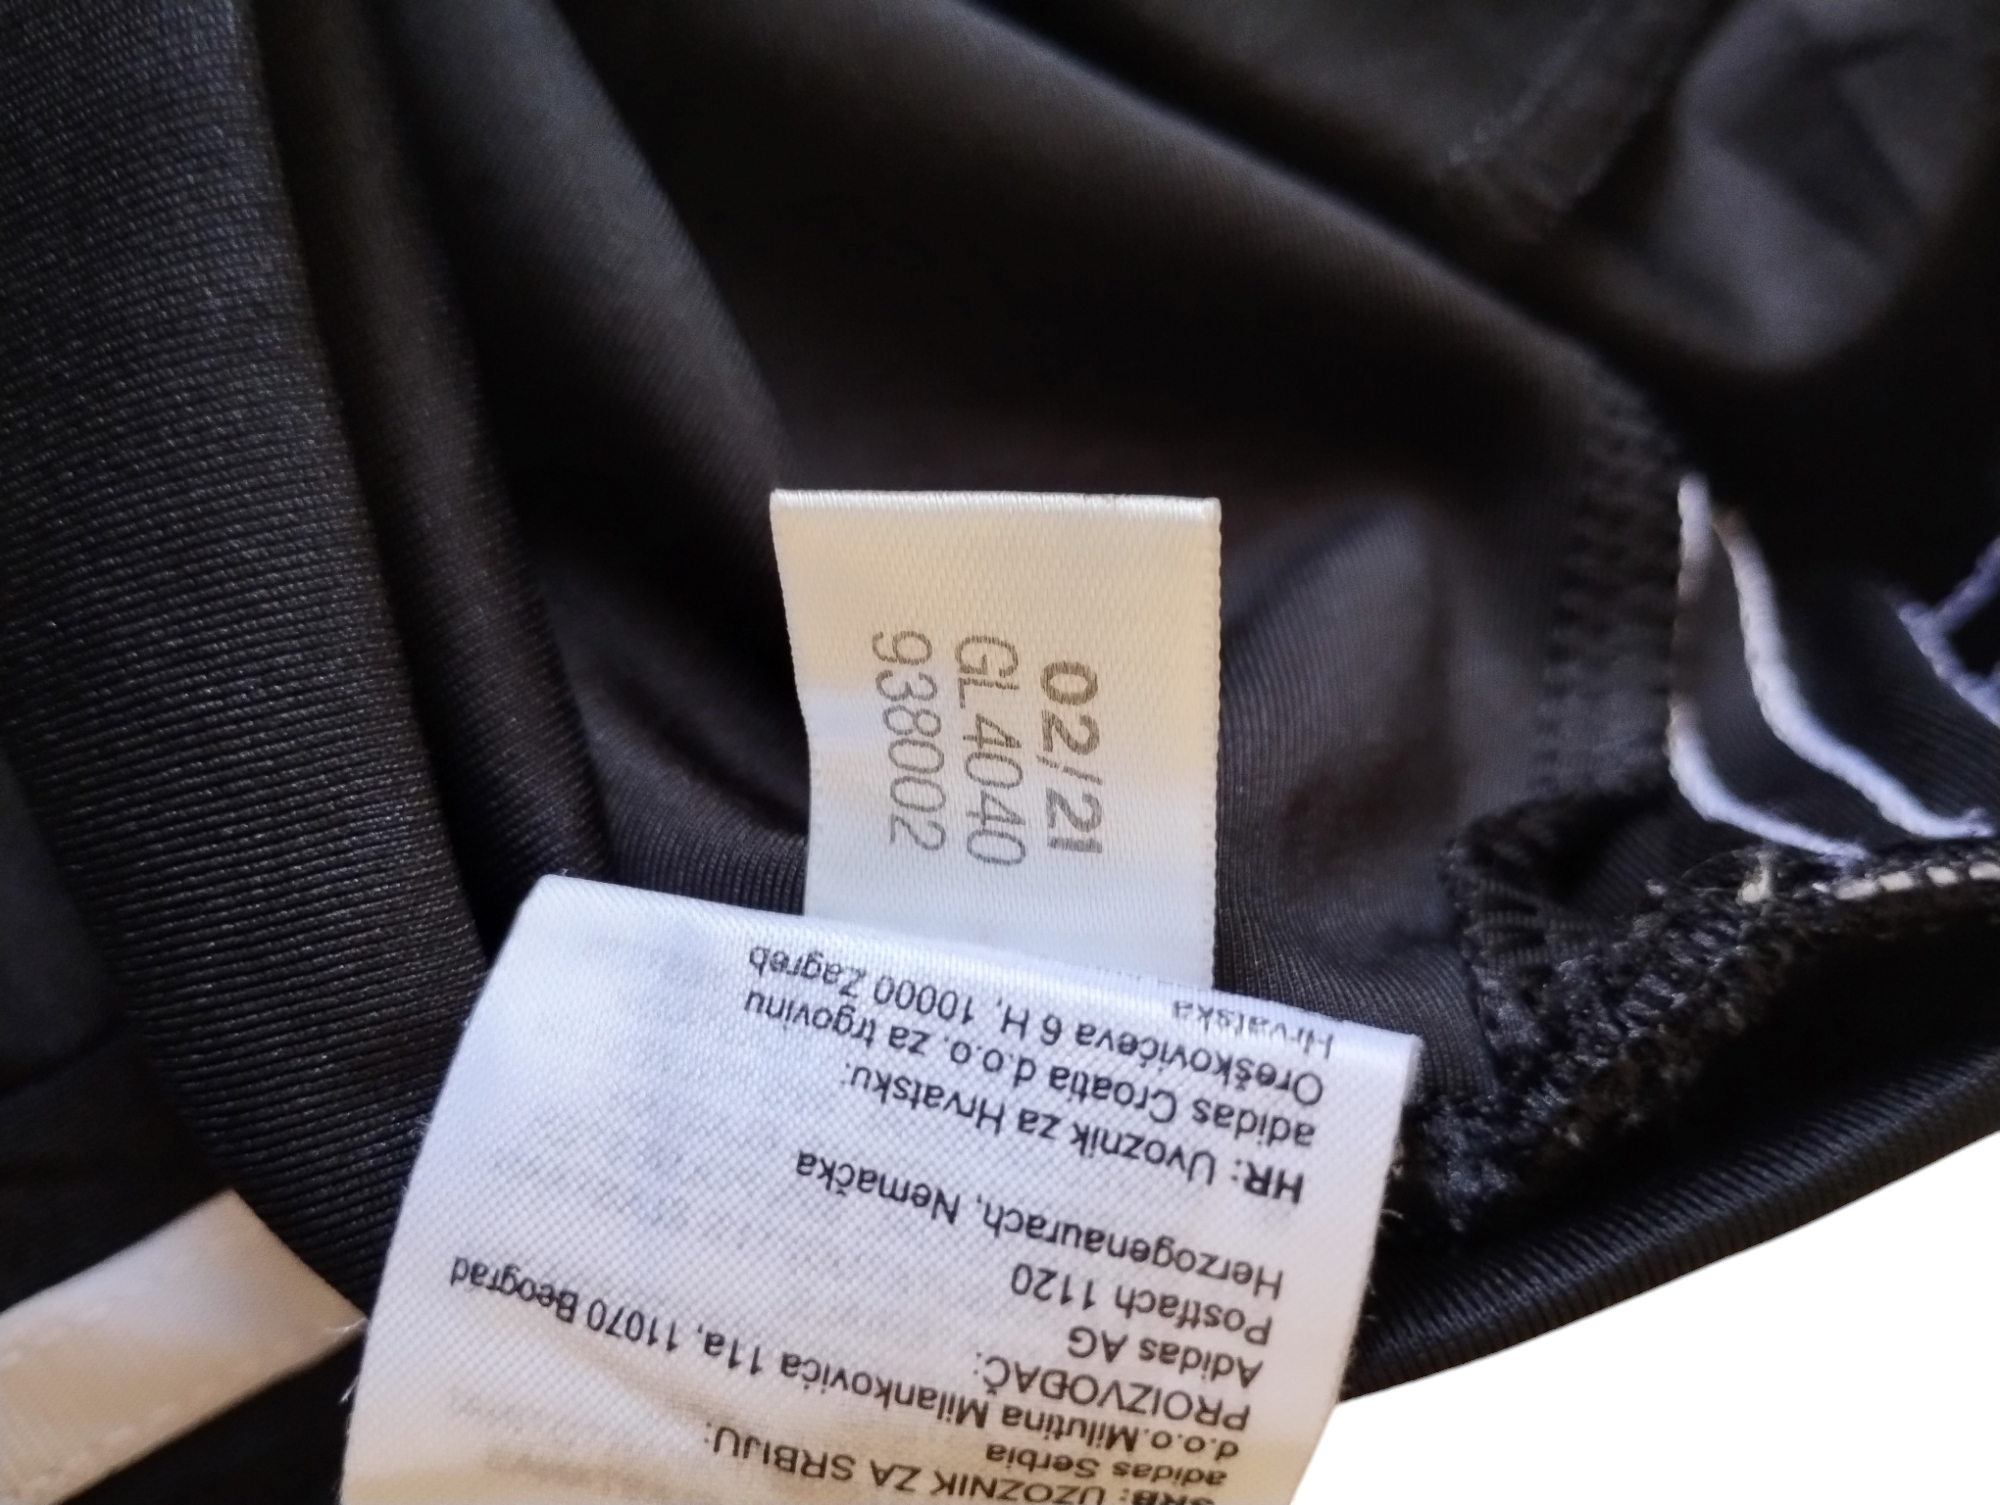 02/21
GL4040
938002
SRB: UZOZNIK ZA SRBIJU:
adidas Serbia
d.o.o.Milutina Milankovića 11a, 11070 Beograd
PROIZVOĐAČ:
Adidas AG
Postfach 1120
Herzogenaurach, Nemačka
HR: Uvoznik za Hrvatsku:
adidas Croatia d.o.o. za trgovinu
Oreškovićeva 6 H, 10000 Zagreb
Hrvatska